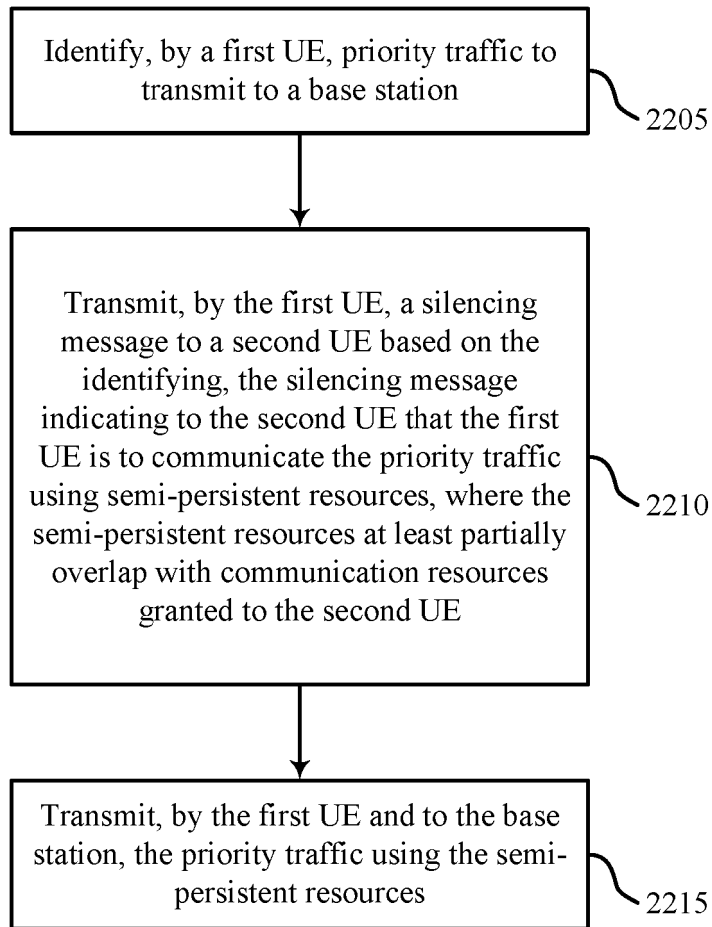 Identify, by a first UE, priority traffic to
transmit to a base station
2205
Transmit, by the first UE, a silencing
message to a second UE based on the
identifying, the silencing message
indicating to the second UE that the first
UE is to communicate the priority traffic
using semi-persistent resources, where the
semi-persistent resources at least partially
overlap with communication resources
granted to the second UE
2210
Transmit, by the first UE and to the base
station, the priority traffic using the semi-
persistent resources
2215